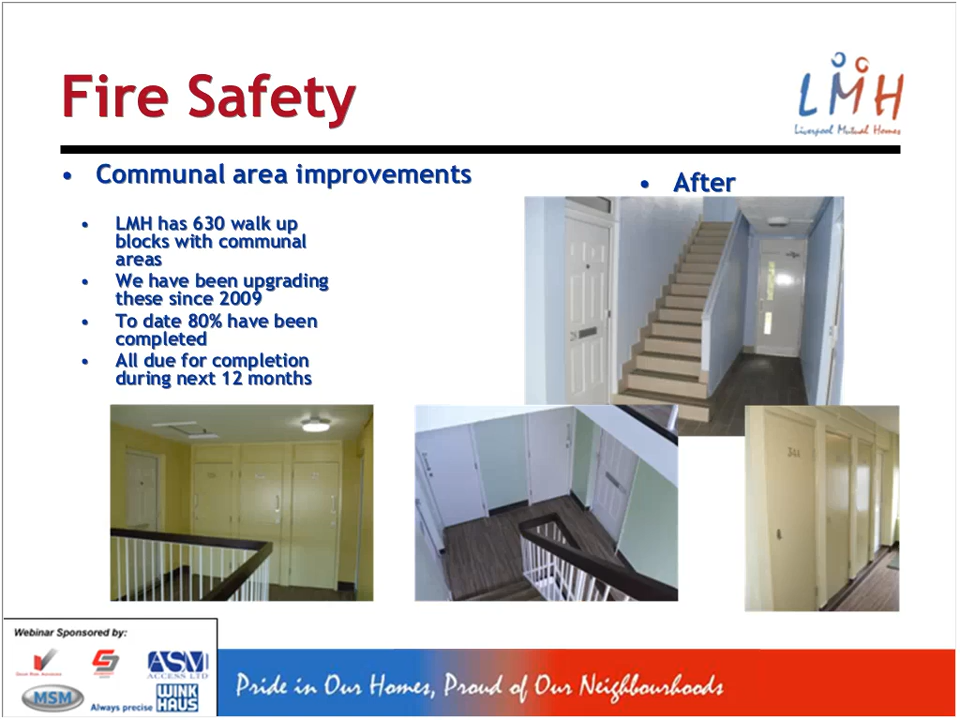 Fire Safety
LMH
Liverpool Mutual Homes
• Communal area improvements
• After
• LMH has 630 walk up
blocks with communal
areas
• We have been upgrading
these since 2009
• To date 80% have been
completed
• All due for completion
during next 12 months
34A
Webinar Sponsored by:
ASM
ACCESS LTD
MSM
Always precise
WINK
HAUS
Pride in Our Homes, Proud of Our Neighbourhoods